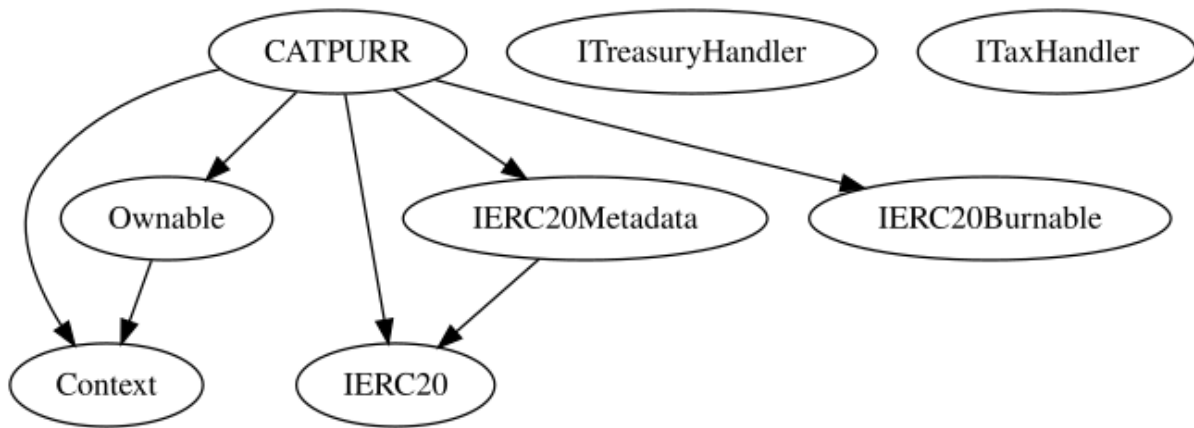 CATPURR
ITreasuryHandler
ITaxHandler
Ownable
IERC20Metadata
IERC20Burnable
Context
IERC20